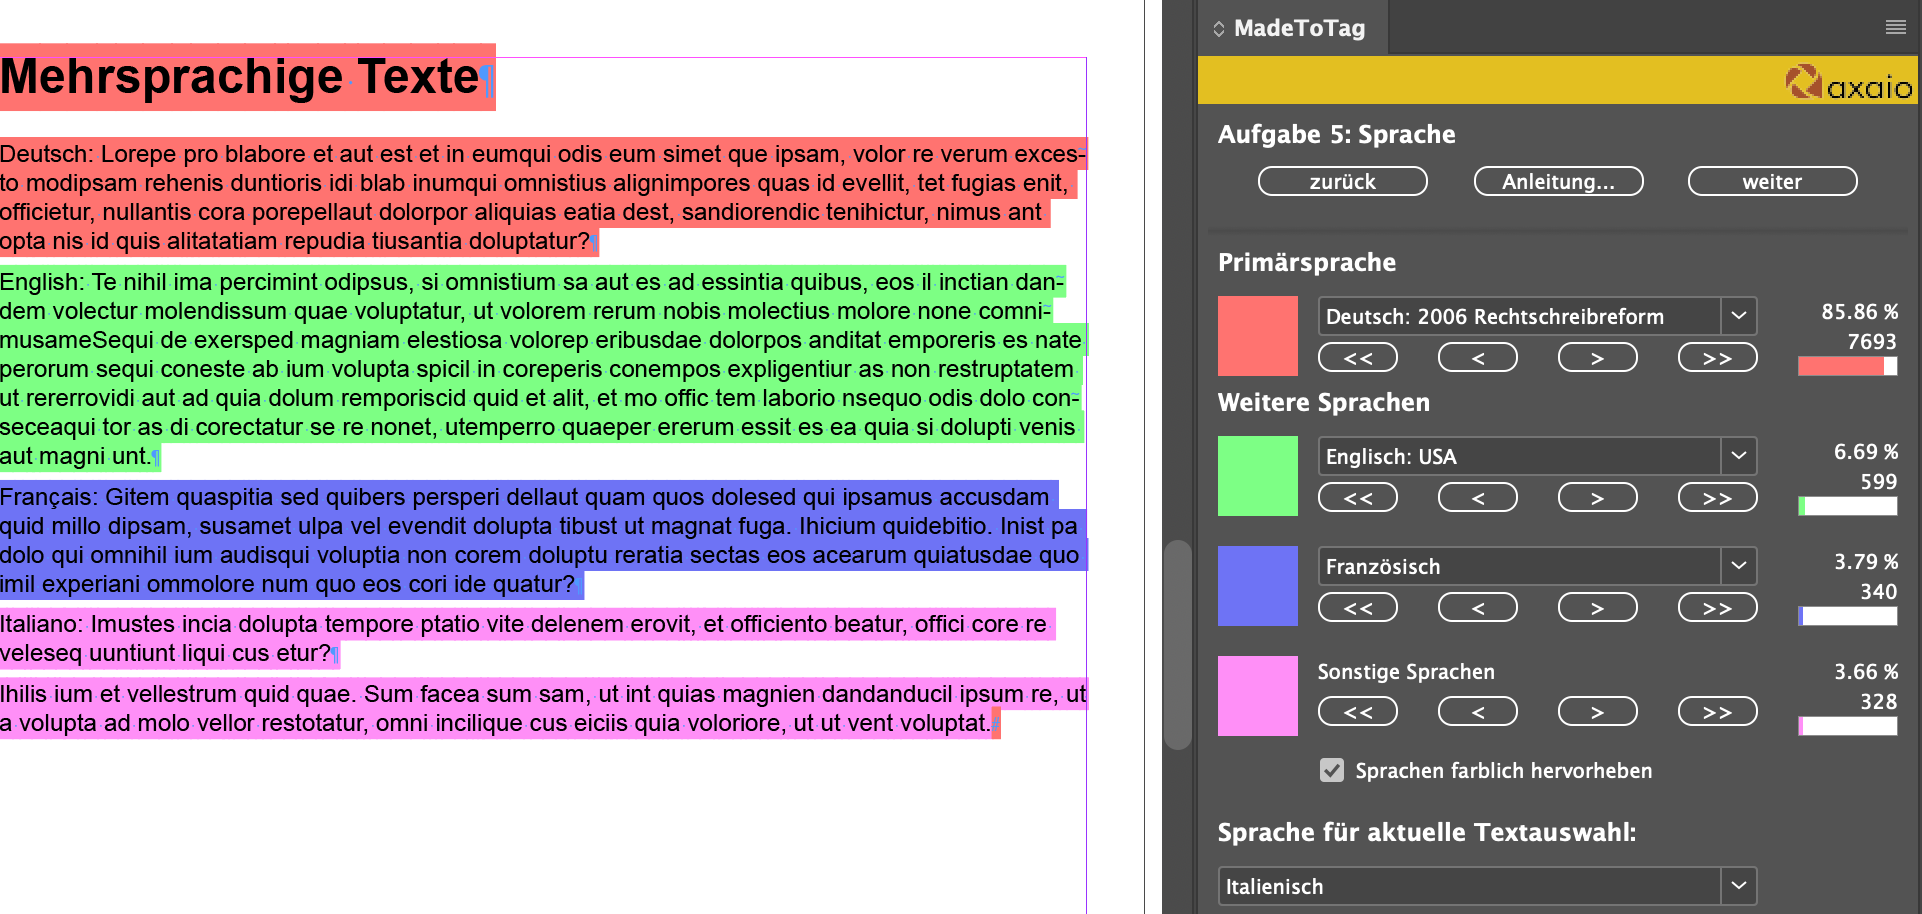 Mehrsprachige Texte¶
Deutsch: Lorepe pro blabore et aut est et in eumqui odis eum simet que ipsam, volor re verum exces-
to modipsam rehenis duntioris idi blab inumqui omnistius alignimpores quas id evellit, tet fugias enit,
officietur, nullantis cora porepellaut dolorpor aliquias eatia dest, sandiorendic tenihictur, nimus ant
opta nis id quis alitatatiam repudia tiusantia doluptatur?¶
English: Te nihil ima percimint odipsus, si omnistium sa aut es ad essintia quibus, eos il inctian dan-
dem volectur molendissum quae voluptatur, ut volorem rerum nobis molectius molore none comni-
musameSequi de exersped magniam elestiosa volorep eribusdae dolorpos anditat emporeris es nate
perorum sequi coneste ab ium volupta spicil in coreperis conempos expligentiur as non restruptatem
ut rererrovidi aut ad quia dolum remporiscid quid et alit, et mo offic tem laborio nsequo odis dolo con-
seceaqui tor as di corectatur se re nonet, utemperro quaeper ererum essit es ea quia si dolupti venis
aut magni unt.¶
Français: Gitem quaspitia sed quibers persperi dellaut quam quos dolesed qui ipsamus accusdam
quid millo dipsam, susamet ulpa vel evendit dolupta tibust ut magnat fuga. Ihicium quidebitio. Inist pa
dolo qui omnihil ium audisqui voluptia non corem doluptu reratia sectas eos acearum quiatusdae quo
imil experiani ommolore num quo eos cori ide quatur?¶
Italiano: Imustes incia dolupta tempore ptatio vite delenem erovit, et officiento beatur, offici core re
veleseq uuntiunt liqui cus etur?¶
Ihilis ium et vellestrum quid quae. Sum facea sum sam, ut int quias magnien dandanducil ipsum re, ut
a volupta ad molo vellor restotatur, omni incilique cus eiciis quia voloriore, ut ut vent voluptat.#
MadeToTag
axaio
Aufgabe 5: Sprache
zurück Anleitung... weiter
Primärsprache
Deutsch: 2006 Rechtschreibreform 85.86 %
7693
<< < > >>
Weitere Sprachen
Englisch: USA 6.69 %
599
<< < > >>
Französisch 3.79 %
340
<< < > >>
Sonstige Sprachen 3.66 %
328
<< < > >>
Sprachen farblich hervorheben
Sprache für aktuelle Textauswahl:
Italienisch